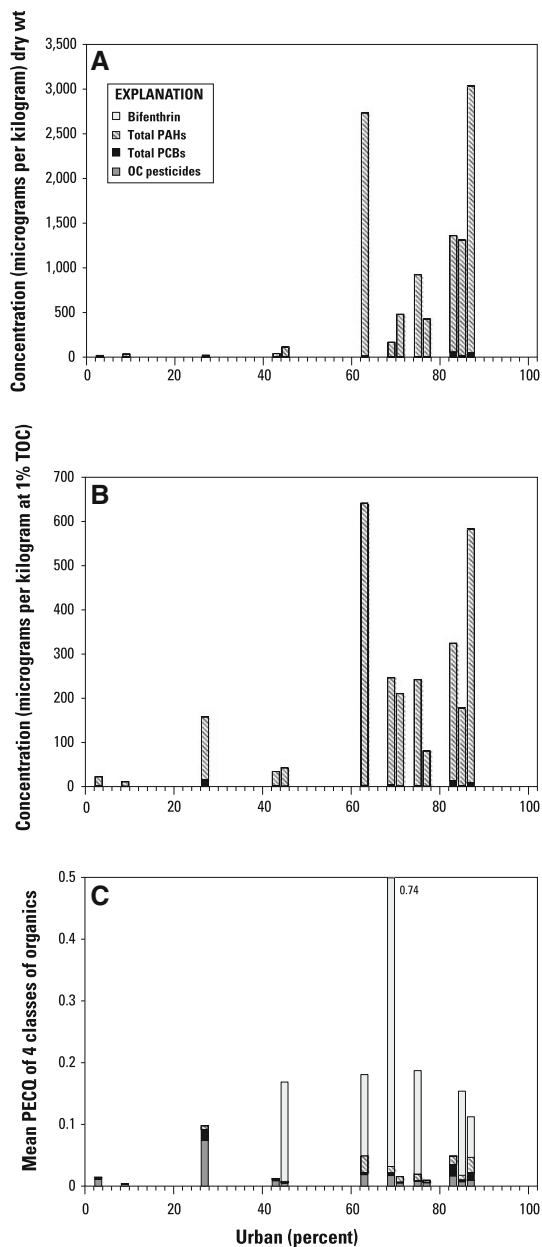 A
Concentration (micrograms per kilogram) dry wt
3,500
3,000
2,500
2,000
1,500
1,000
500
0
EXPLANATION
Bifenthrin
Total PAHs
Total PCBs
OC pesticides
0 20 40 60 80 100
B
Concentration (micrograms per kilogram at 1% TOC)
700
600
500
400
300
200
100
0
0 20 40 60 80 100
C
Mean PECQ of 4 classes of organics
0.5
0.4
0.3
0.2
0.1
0
0.74
0 20 40 60 80 100
Urban (percent)